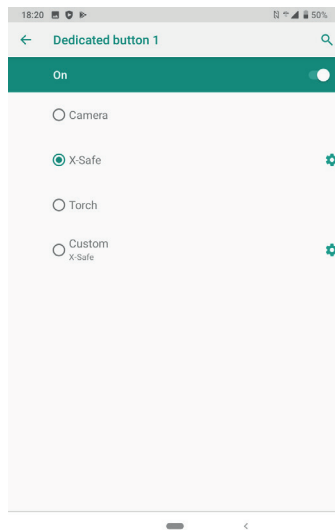 18:20
50%
Dedicated button 1
On
Camera
X-Safe
Torch
Custom
X-Safe